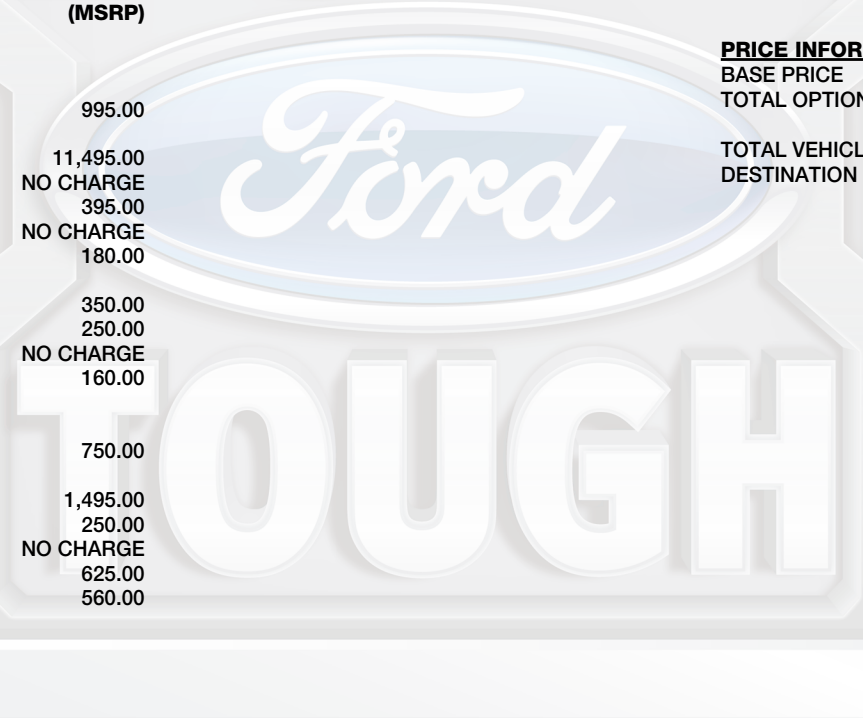 (MSRP)
995.00
11,495.00
NO CHARGE
395.00
NO CHARGE
180.00
350.00
250.00
NO CHARGE
160.00
750.00
1,495.00
250.00
NO CHARGE
625.00
560.00
PRICE INFOR
BASE PRICE
TOTAL OPTION
TOTAL VEHICL
DESTINATION
Ford
TOUGH